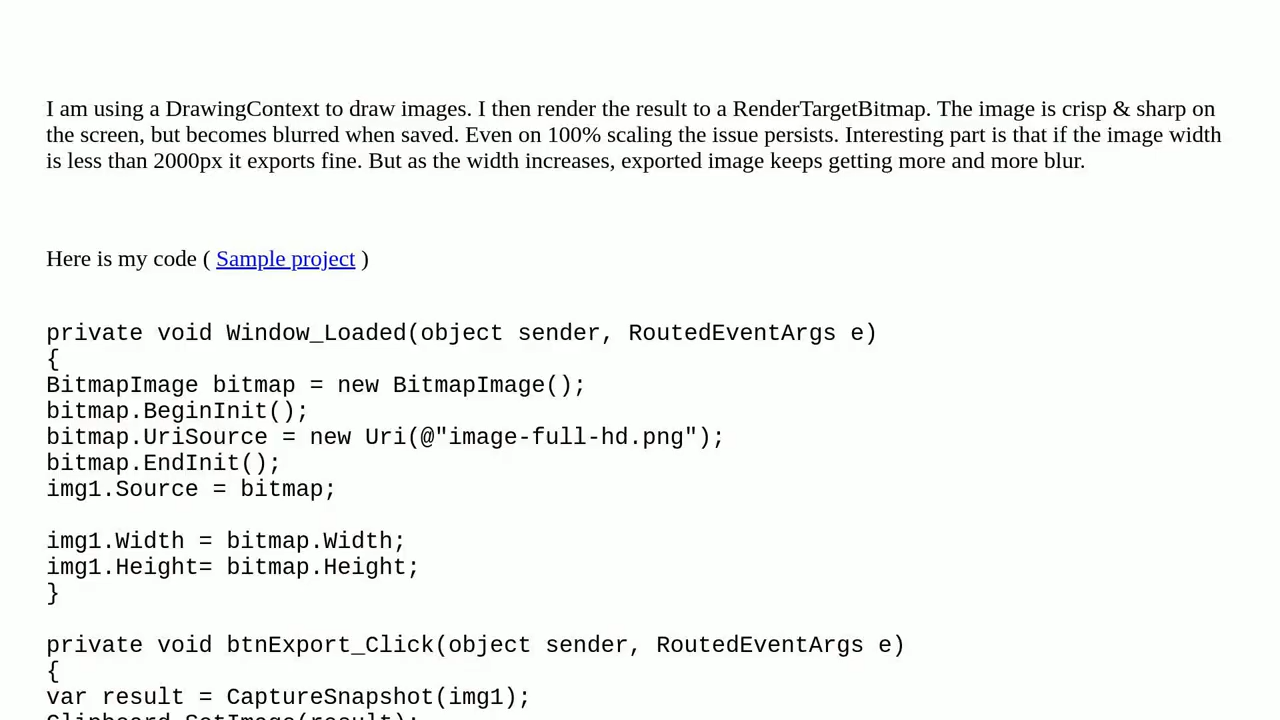 I am using a DrawingContext to draw images. I then render the result to a RenderTargetBitmap. The image is crisp & sharp on
the screen, but becomes blurred when saved. Even on 100% scaling the issue persists. Interesting part is that if the image width
is less than 2000px it exports fine. But as the width increases, exported image keeps getting more and more blur.
Here is my code ( Sample project )
private void Window_Loaded(object sender, RoutedEventArgs e)
{
BitmapImage bitmap = new BitmapImage();
bitmap.BeginInit();
bitmap.UriSource = new Uri(@"image-full-hd.png");
bitmap.EndInit();
img1.Source = bitmap;
img1.Width = bitmap.Width;
img1.Height= bitmap.Height;
}
private void btnExport_Click(object sender, RoutedEventArgs e)
{
var result = CaptureSnapshot(img1);
Clipboard.SetImage(result);